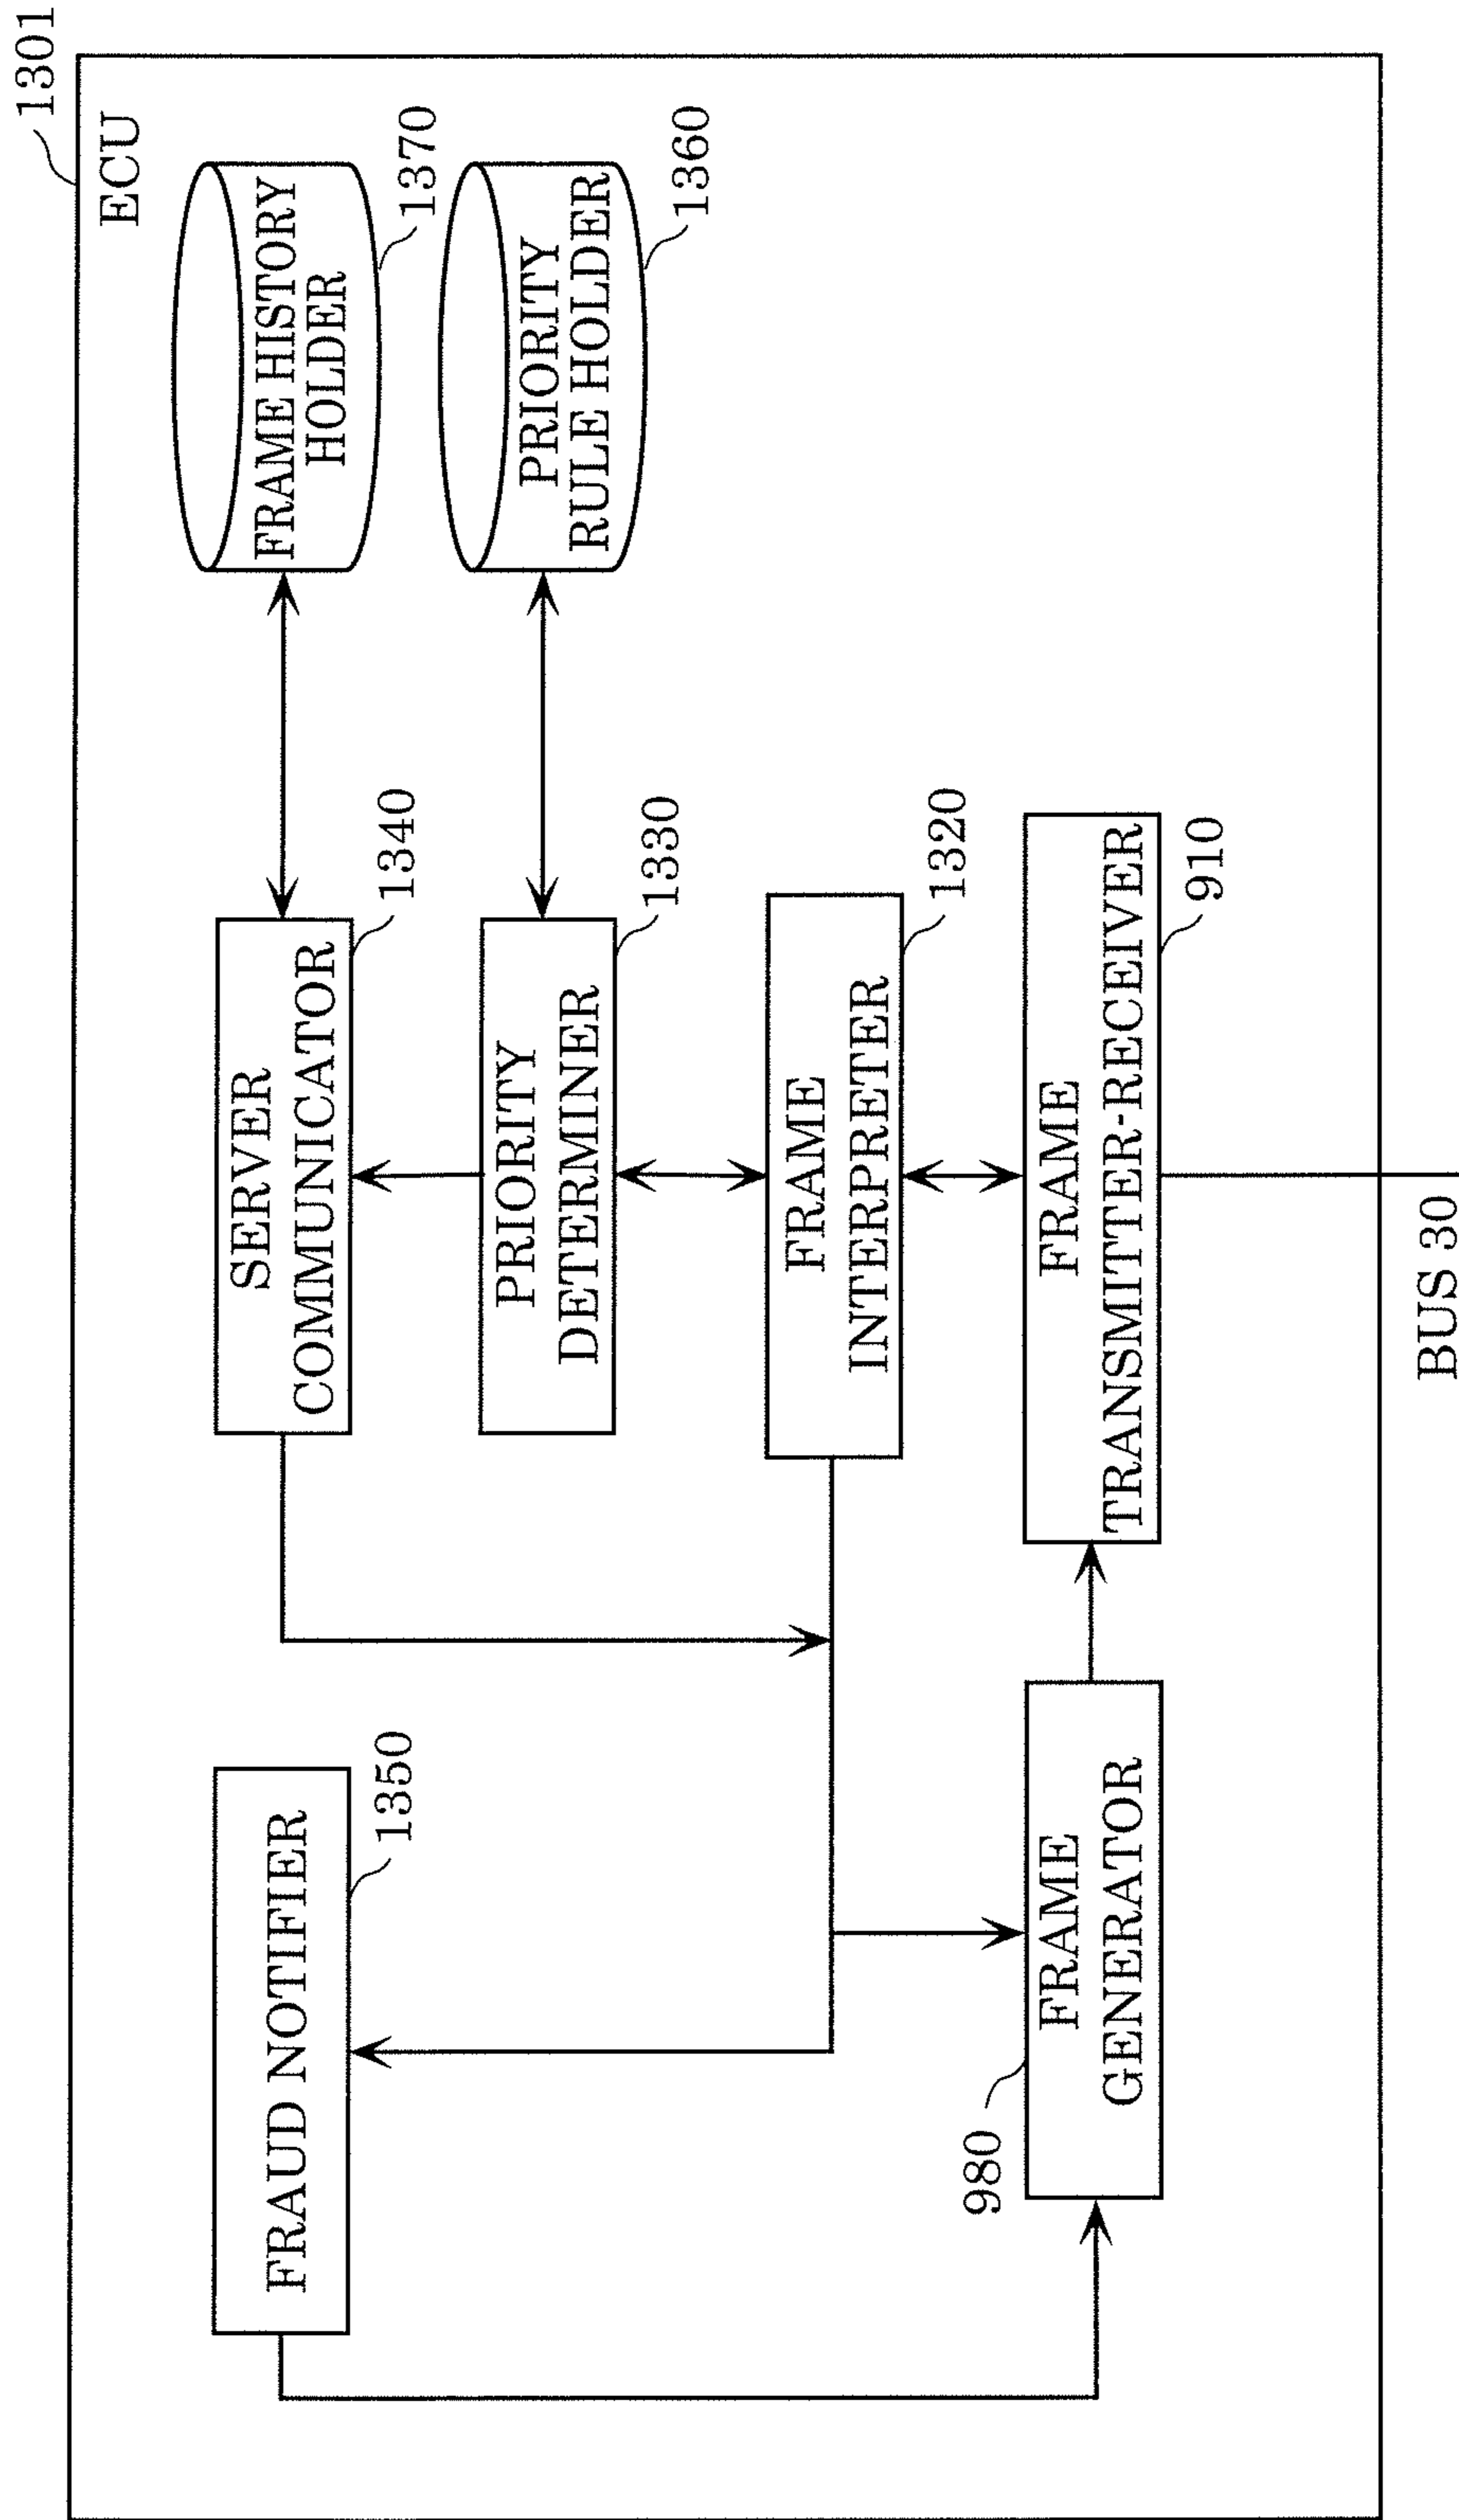 1301
ECU
FRAUD NOTIFIER
1350
SERVER
COMMUNICATOR
1340
FRAME HISTORY
HOLDER
1370
PRIORITY
DETERMINER
1330
PRIORITY
RULE HOLDER
1360
FRAME
INTERPRETER
1320
980
FRAME
GENERATOR
FRAME
TRANSMITTER-RECEIVER
910
BUS 30